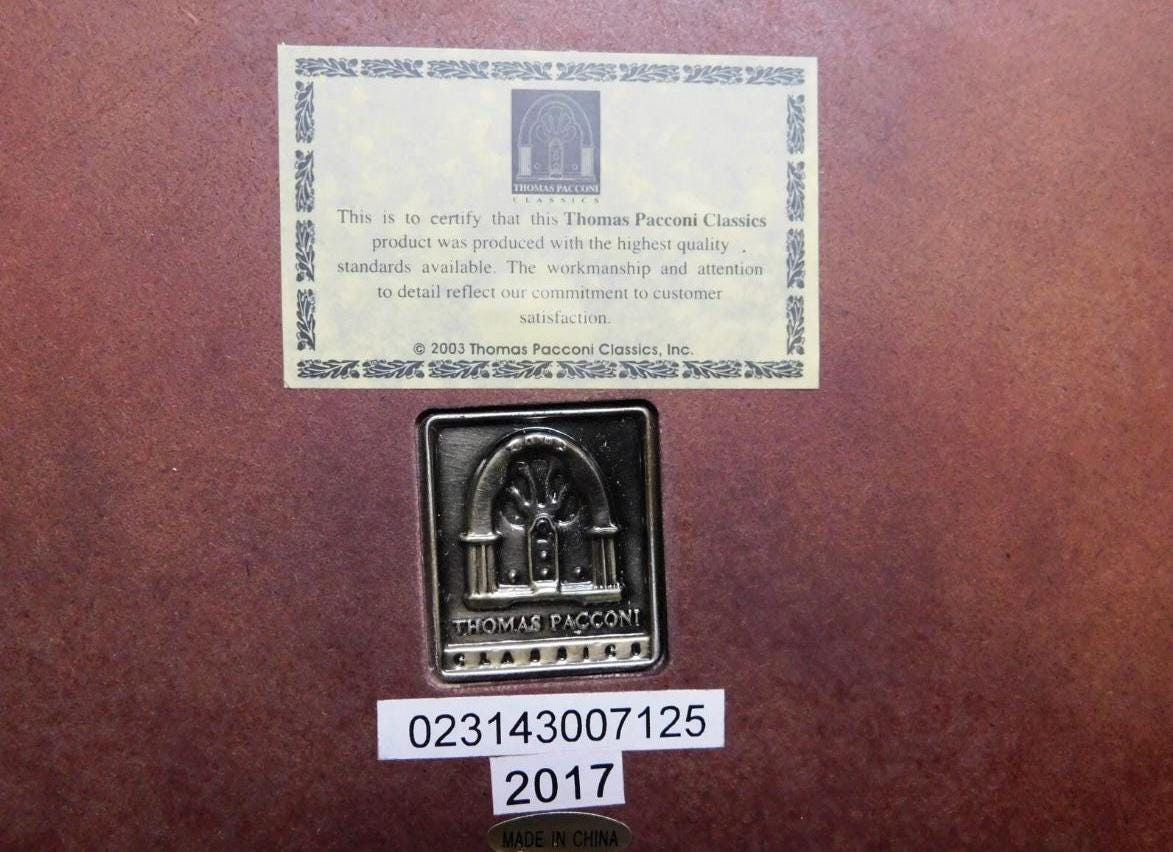 THOMAS PACCONI
CLASSICS
This is to certify that this Thomas Pacconi Classics
product was produced with the highest quality
standards available. The workmanship and attention
to detail reflect our commitment to customer
satisfaction.
© 2003 Thomas Pacconi Classics, Inc.
THOMAS PACCONI
CLASSICS
023143007125
2017
MADE IN CHINA